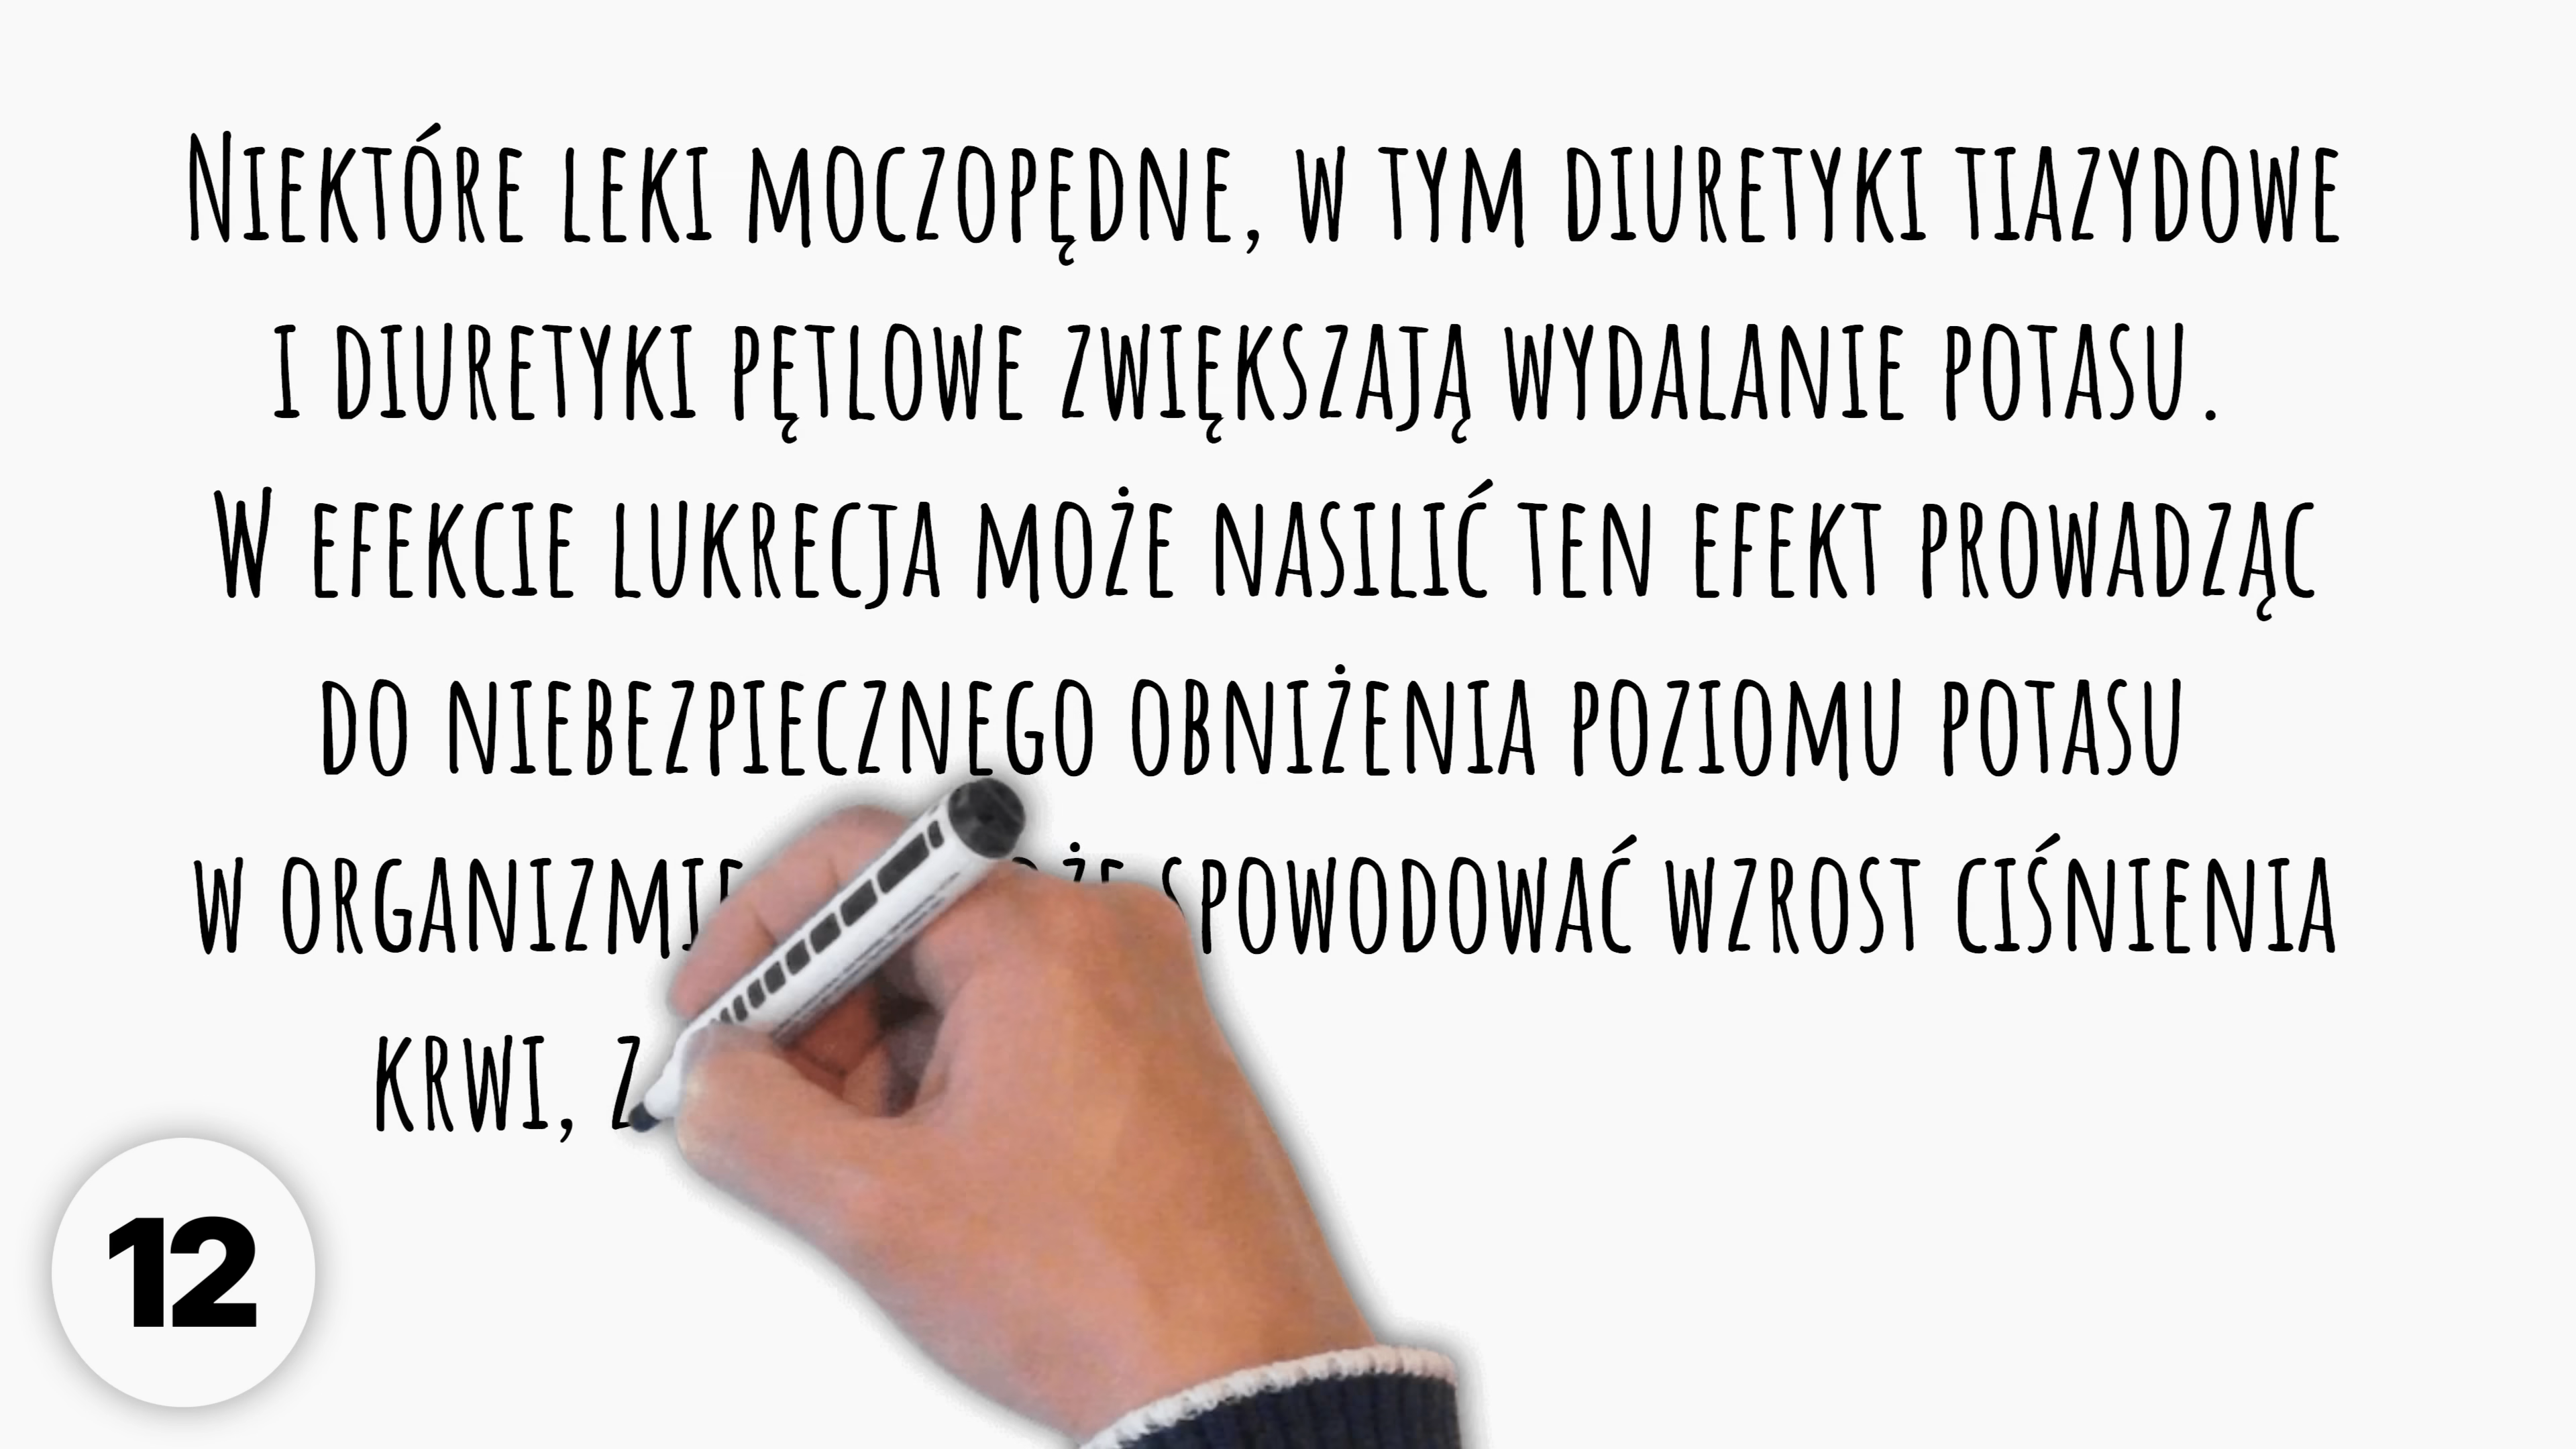 Niektóre leki moczopędne, w tym diuretyki tiazydowe
i diuretyki pętlowe zwiększają wydalanie potasu.
W efekcie lukrecja może nasilić ten efekt prowadząc
do niebezpiecznego obniżenia poziomu potasu
w organizmie spowodować wzrost ciśnienia
krwi, z
12